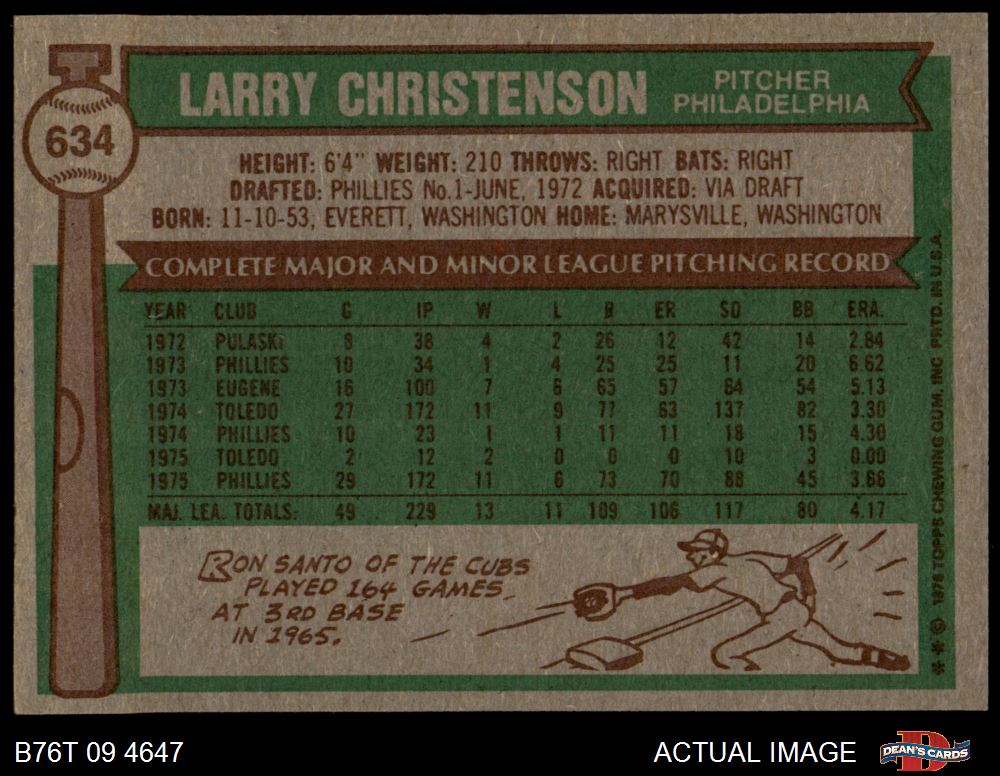 634
LARRY CHRISTENSON
PITCHER
PHILADELPHIA
HEIGHT: 6'4" WEIGHT: 210 THROWS: RIGHT BATS: RIGHT
DRAFTED: PHILLIES No.1-JUNE, 1972 ACQUIRED: VIA DRAFT
BORN: 11-10-53, EVERETT, WASHINGTON HOME: MARYSVILLE, WASHINGTON
COMPLETE MAJOR AND MINOR LEAGUE PITCHING RECORD
YEAR CLUB G IP W L R ER SO BB ERA.
1972 PULASKI 8 38 4 2 26 12 42 14 2.84
1973 PHILLIES 10 34 1 4 25 25 11 20 6.62
1973 EUGENE 16 100 7 6 65 57 84 54 5.13
1974 TOLEDO 27 172 11 9 77 63 137 82 3.30
1974 PHILLIES 10 23 1 1 11 11 18 15 4.30
1975 TOLEDO 2 12 2 0 0 0 10 3 0.00
1975 PHILLIES 29 172 11 6 73 70 88 45 3.66
MAJ. LEA. TOTALS: 49 229 13 11 109 106 117 80 4.17
RON SANTO OF THE CUBS
PLAYED 164 GAMES
AT 3RD BASE
IN 1965.
** © 1976 TOPPS CHEWING GUM, INC PRTD. IN U.S.A.
B76T 09 4647
ACTUAL IMAGE
D
DEAN'S CARDS